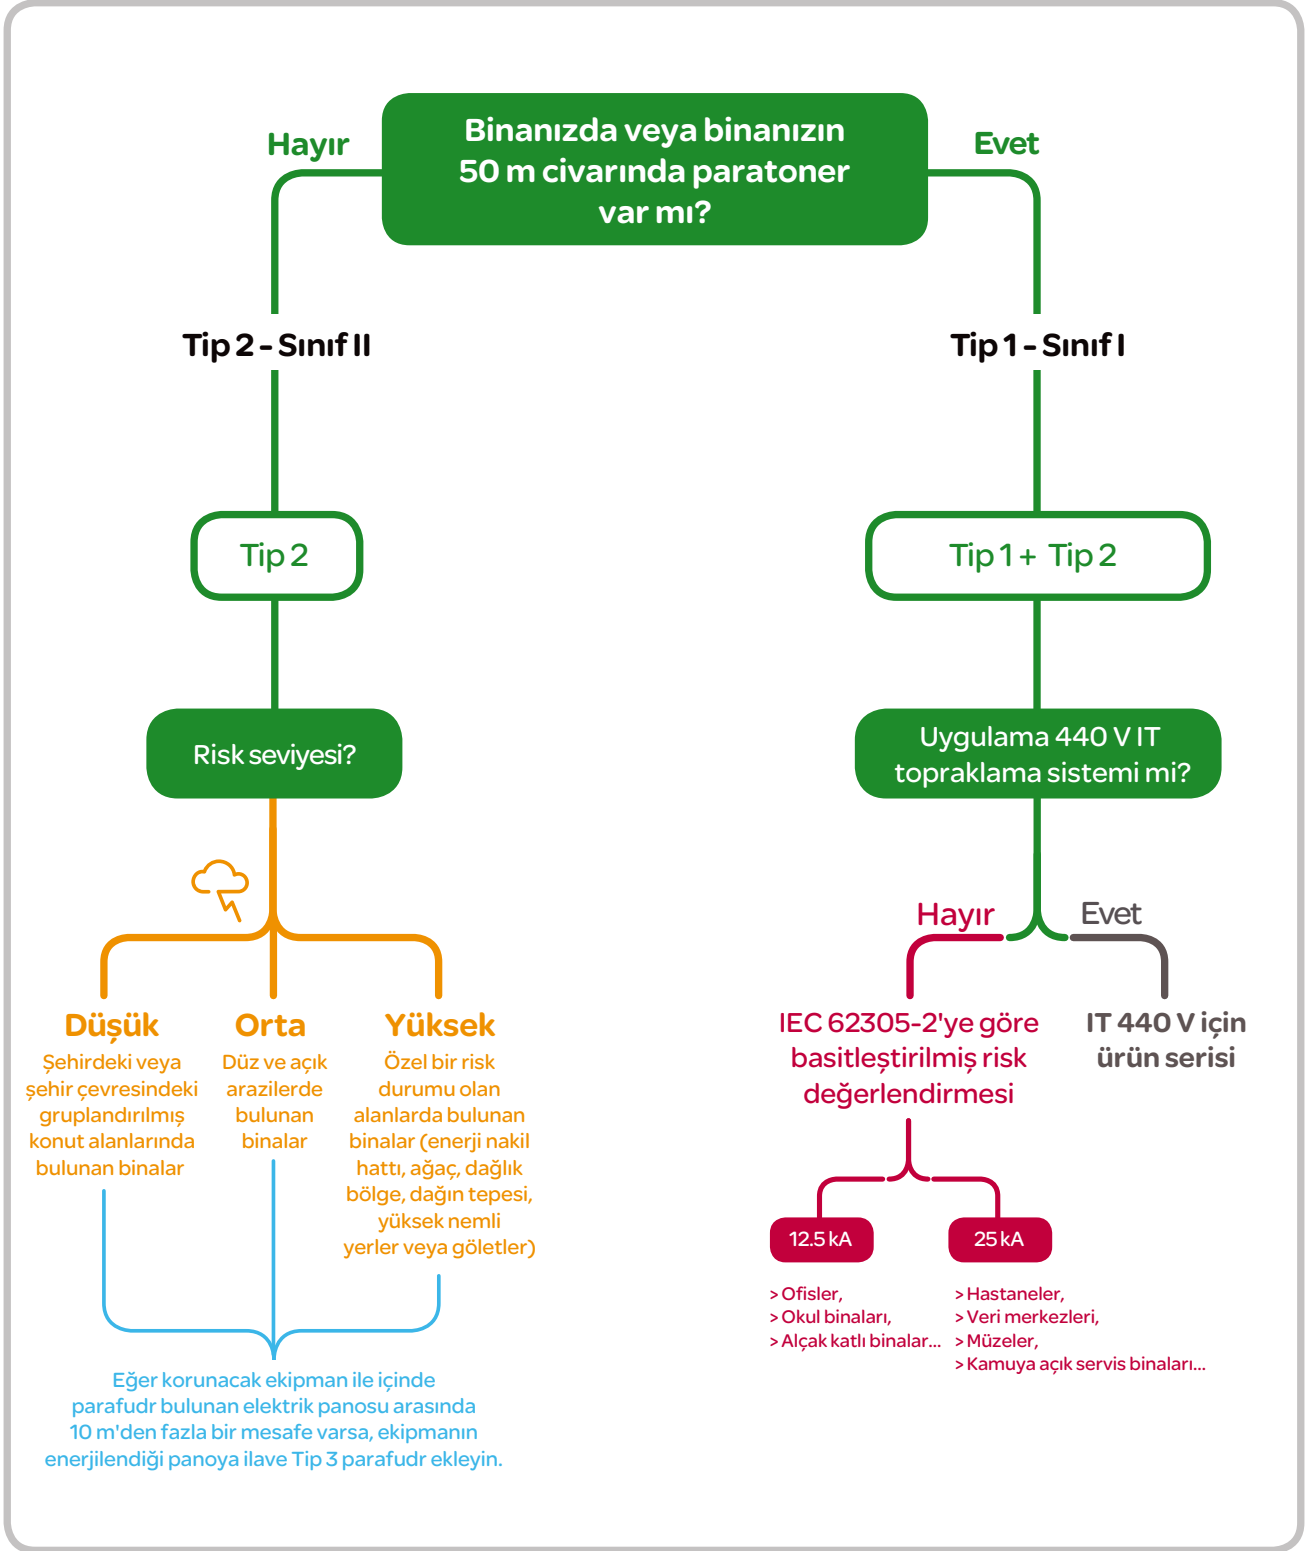 Binanızda veya binanızın
50 m civarında paratoner
var mı?
Hayır
Evet
Tip 2 - Sınıf II
Tip 1 - Sınıf I
Tip 2
Tip 1 + Tip 2
Risk seviyesi?
Uygulama 440 V IT
topraklama sistemi mi?
Düşük
Şehirdeki veya
şehir çevresindeki
gruplandırılmış
konut alanlarında
bulunan binalar
Orta
Düz ve açık
arazilerde
bulunan
binalar
Yüksek
Özel bir risk
durumu olan
alanlarda bulunan
binalar (enerji nakil
hattı, ağaç, dağlık
bölge, dağın tepesi,
yüksek nemli
yerler veya göletler)
Eğer korunacak ekipman ile içinde
parafudr bulunan elektrik panosu arasında
10 m'den fazla bir mesafe varsa, ekipmanın
enerjilendiği panoya ilave Tip 3 parafudr ekleyin.
Hayır
Evet
IEC 62305-2'ye göre
basitleştirilmiş risk
değerlendirmesi
IT 440 V için
ürün serisi
12.5 kA
> Ofisler,
> Okul binaları,
> Alçak katlı binalar...
25 kA
> Hastaneler,
> Veri merkezleri,
> Müzeler,
> Kamuya açık servis binaları...